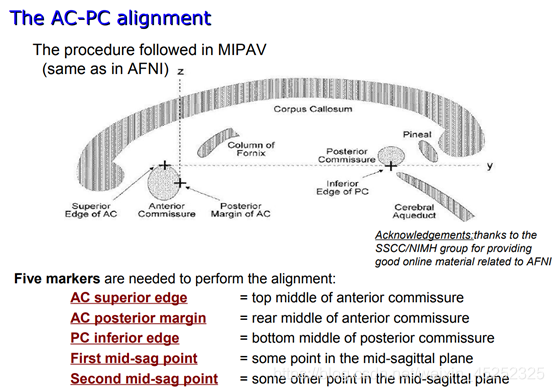 The AC-PC alignment
The procedure followed in MIPAV
(same as in AFNI)
z
Corpus Callosum
Column of
Fornix
Posterior
Commissure
Pineal
y
Superior
Edge of AC
Anterior
Commissure
Posterior
Margin of AC
Inferior
Edge of PC
Cerebral
Aqueduct
Acknowledgements:thanks to the
SSCC/NIMH group for providing
good online material related to AFNI
Five markers are needed to perform the alignment:
AC superior edge = top middle of anterior commissure
AC posterior margin = rear middle of anterior commissure
PC inferior edge = bottom middle of posterior commissure
First mid-sag point = some point in the mid-sagittal plane
Second mid-sag point = some other point in the mid-sagittal plane